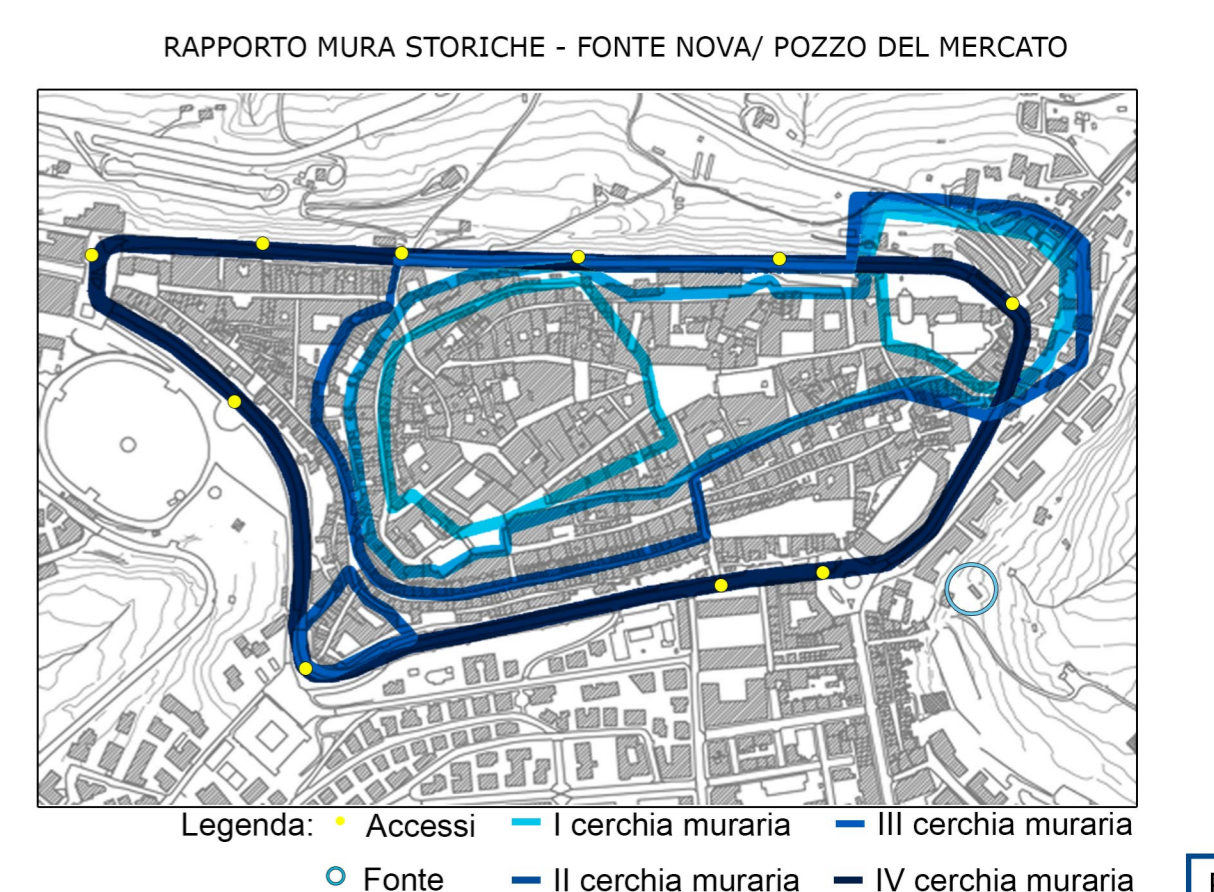 RAPPORTO MURA STORICHE - FONTE NOVA/ POZZO DEL MERCATO
Legenda: Accessi I cerchia muraria III cerchia muraria
Fonte II cerchia muraria IV cerchia muraria